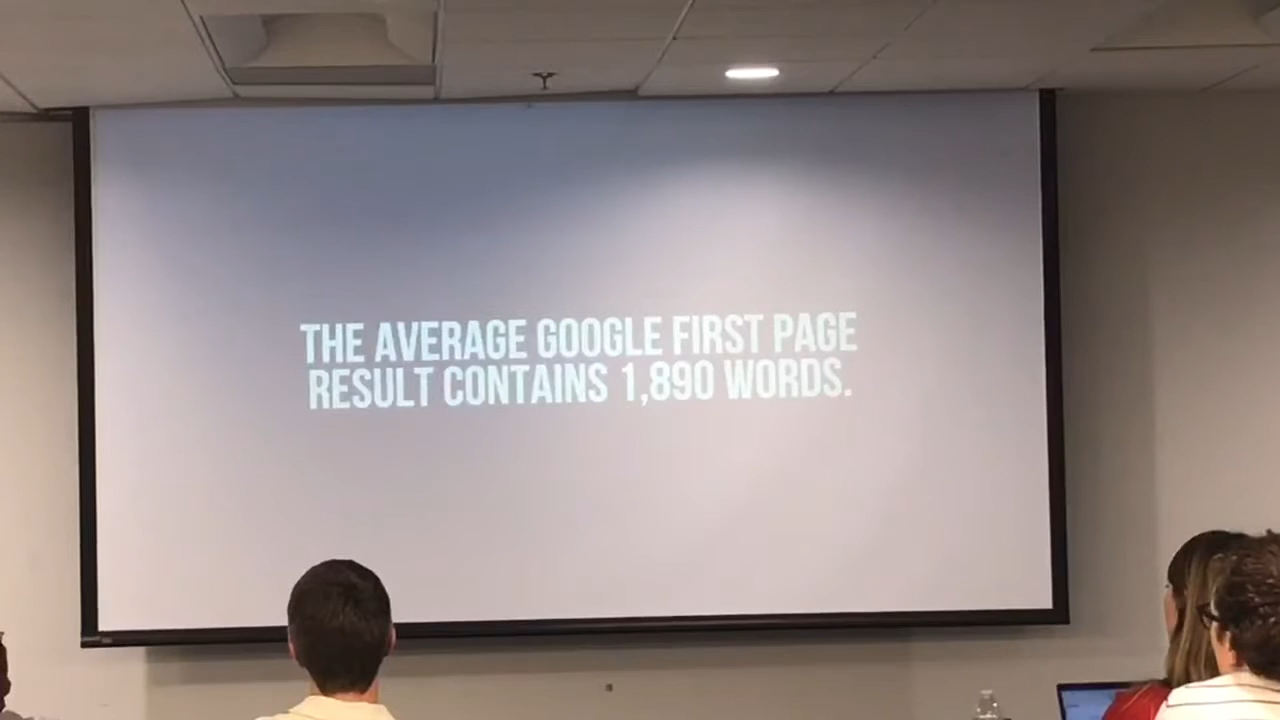 THE AVERAGE GOOGLE FIRST PAGE
RESULT CONTAINS 1,890 WORDS.